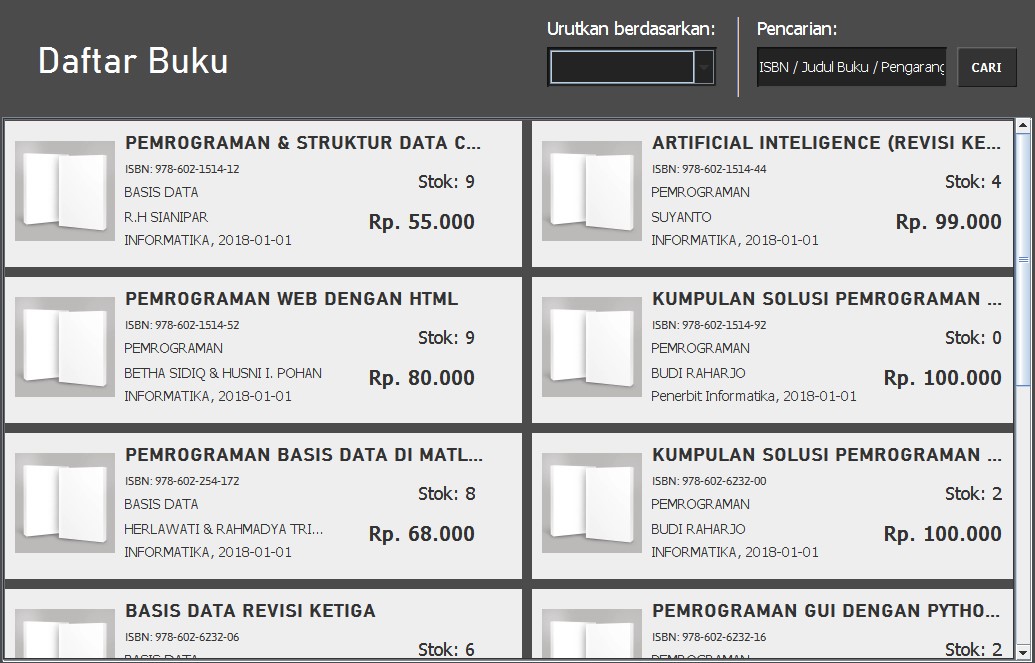 Daftar Buku
Urutkan berdasarkan:
Pencarian:
ISBN / Judul Buku / Pengarang
CARI
PEMROGRAMAN & STRUKTUR DATA C...
ISBN: 978-602-1514-12
Stok: 9
BASIS DATA
R.H SIANIPAR
Rp. 55.000
INFORMATIKA, 2018-01-01
ARTIFICIAL INTELIGENCE (REVISI KE...
ISBN: 978-602-1514-44
Stok: 4
PEMROGRAMAN
SUYANTO
Rp. 99.000
INFORMATIKA, 2018-01-01
PEMROGRAMAN WEB DENGAN HTML
ISBN: 978-602-1514-52
Stok: 9
PEMROGRAMAN
BETHA SIDIQ & HUSNI I. POHAN
Rp. 80.000
INFORMATIKA, 2018-01-01
KUMPULAN SOLUSI PEMROGRAMAN ...
ISBN: 978-602-1514-92
Stok: 0
PEMROGRAMAN
BUDI RAHARJO
Rp. 100.000
Penerbit Informatika, 2018-01-01
PEMROGRAMAN BASIS DATA DI MATL...
ISBN: 978-602-254-172
Stok: 8
BASIS DATA
HERLAWATI & RAHMADYA TRI...
Rp. 68.000
INFORMATIKA, 2018-01-01
KUMPULAN SOLUSI PEMROGRAMAN ...
ISBN: 978-602-6232-00
Stok: 2
PEMROGRAMAN
BUDI RAHARJO
Rp. 100.000
INFORMATIKA, 2018-01-01
BASIS DATA REVISI KETIGA
ISBN: 978-602-6232-06
Stok: 6
BASIS DATA
PEMROGRAMAN GUI DENGAN PYTHO...
ISBN: 978-602-6232-16
Stok: 2
PEMROGRAMAN